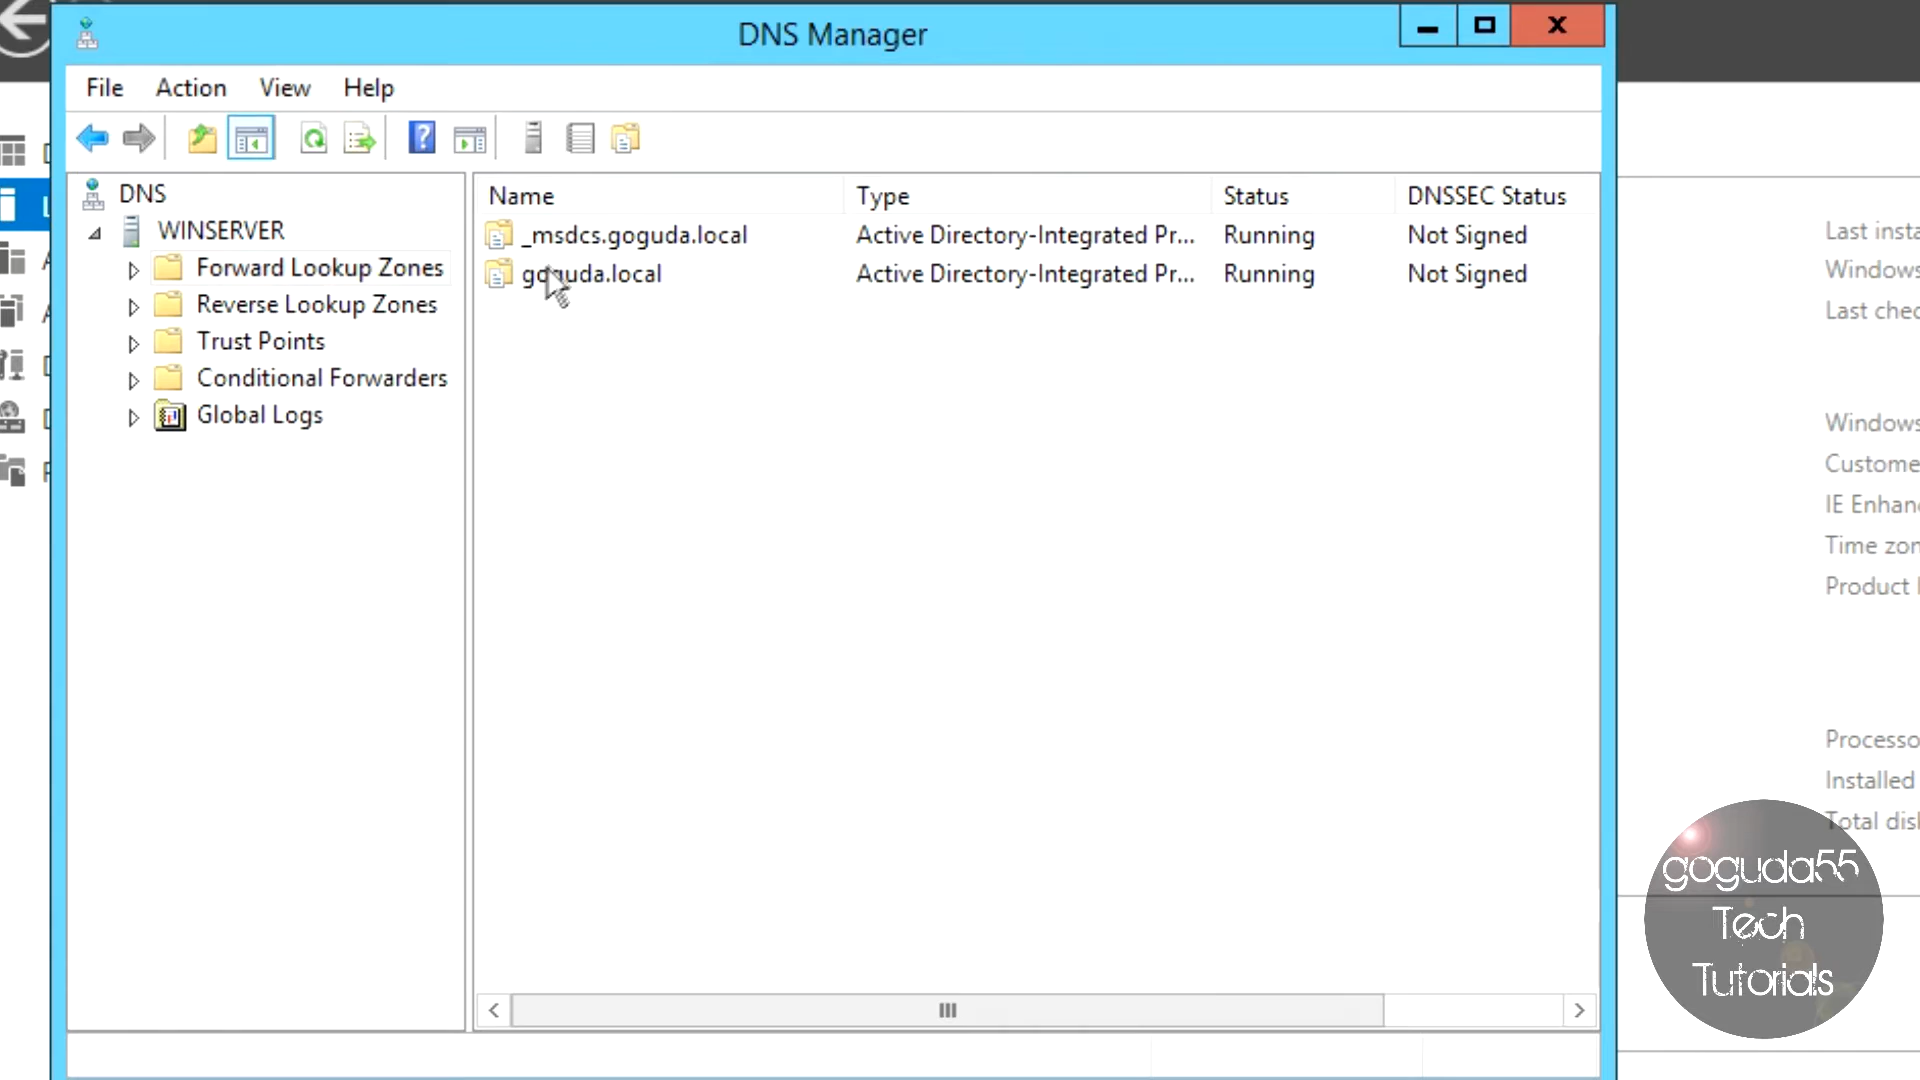 DNS Manager
File Action View Help
DNS
WINSERVER
Forward Lookup Zones
Reverse Lookup Zones
Trust Points
Conditional Forwarders
Global Logs
Name Type Status DNSSEC Status
_msdcs.goguda.local Active Directory-Integrated Pr... Running Not Signed
goguda.local Active Directory-Integrated Pr... Running Not Signed
Last insta
Windows
Last chec
Windows
Custome
IE Enhanc
Time zon
Product I
Processo
Installed
Total disk
goguda55
Tech
Tutorials